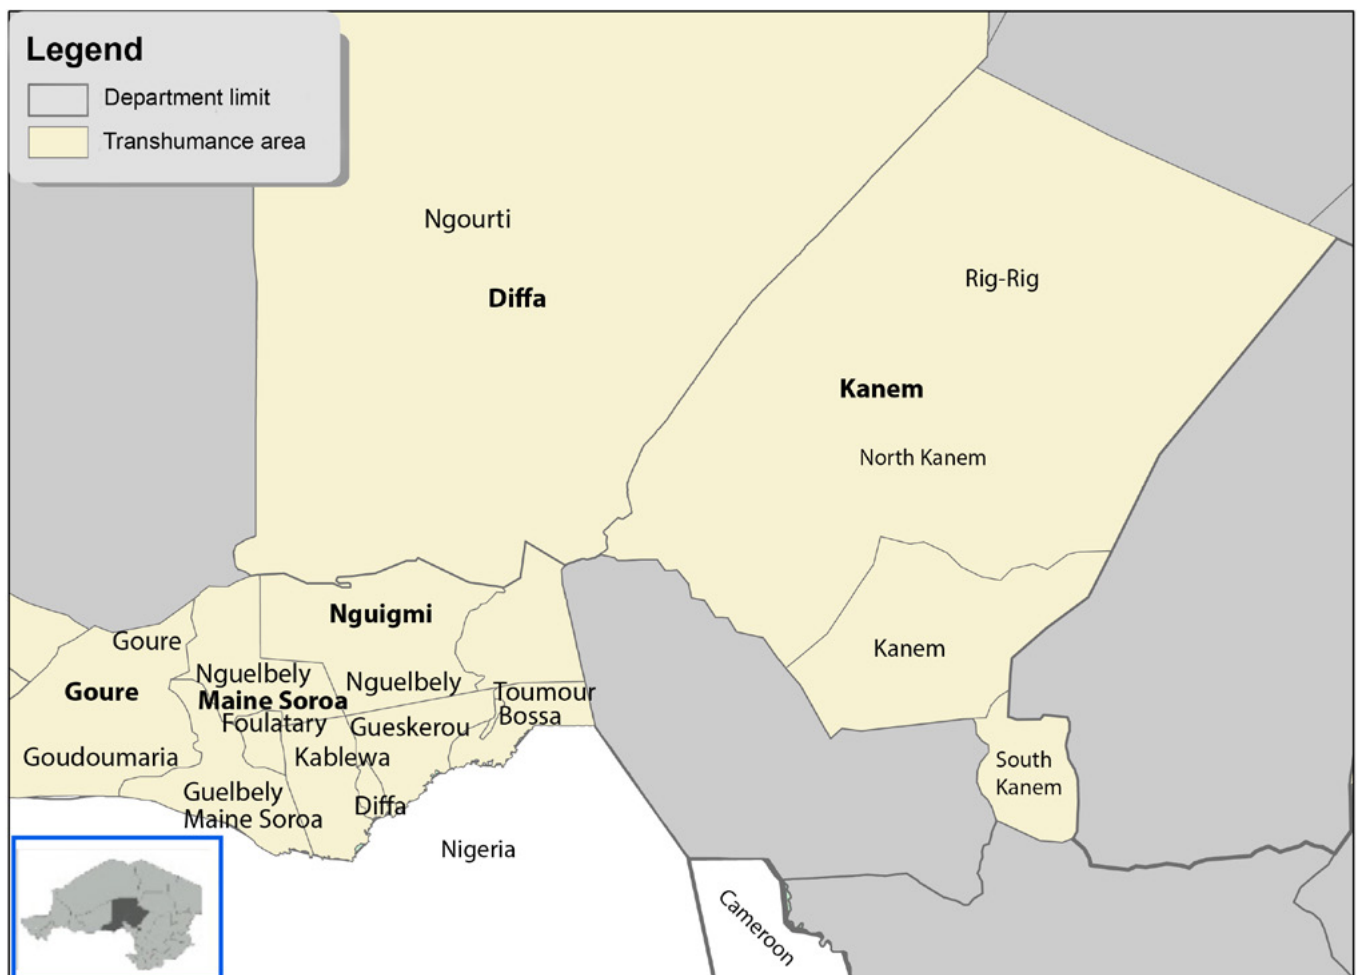 Legend
Department limit
Transhumance area
Ngourti
Diffa
Rig-Rig
Kanem
North Kanem
Nguigmi
Goure
Kanem
Nguelbely
Nguelbely
Goure
Maine Soroa
Toumour
Bossa
Foulatary
Gueskerou
Goudoumaria
Kablewa
South
Kanem
Guelbely
Maine Soroa
Diffa
Nigeria
Cameroon